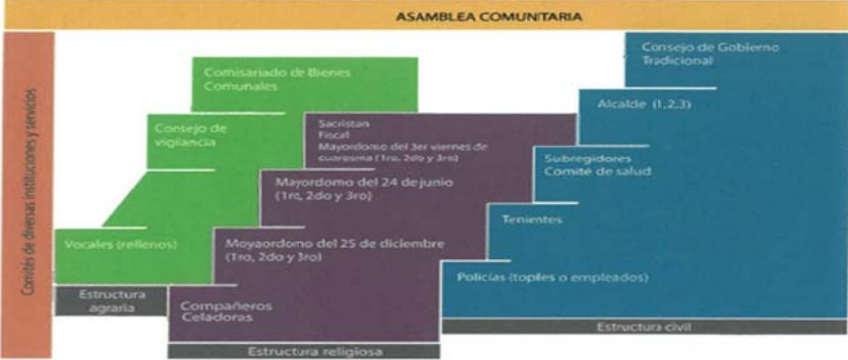 ASAMBLEA COMUNITARIA
Comités de diversas instituciones y servicios
Comisariado de Bienes
Comunales
Consejo de
vigilancia
Vocales (rellenos)
Estructura
agraria
Sacristan
Fiscal
Mayordomo del 3er viernes de
cuaresma (1ro, 2do y 3ro)
Mayordomo del 24 de junio
(1ro, 2do y 3ro)
Moyaordomo del 25 de diciembre
(1ro, 2do y 3ro)
Compañeros
Celadoras
Estructura religiosa
Consejo de Gobierno
Tradicional
Alcalde (1,2,3)
Subregidores
Comité de salud
Tenientes
Policías (topiles o empleados)
Estructura civil